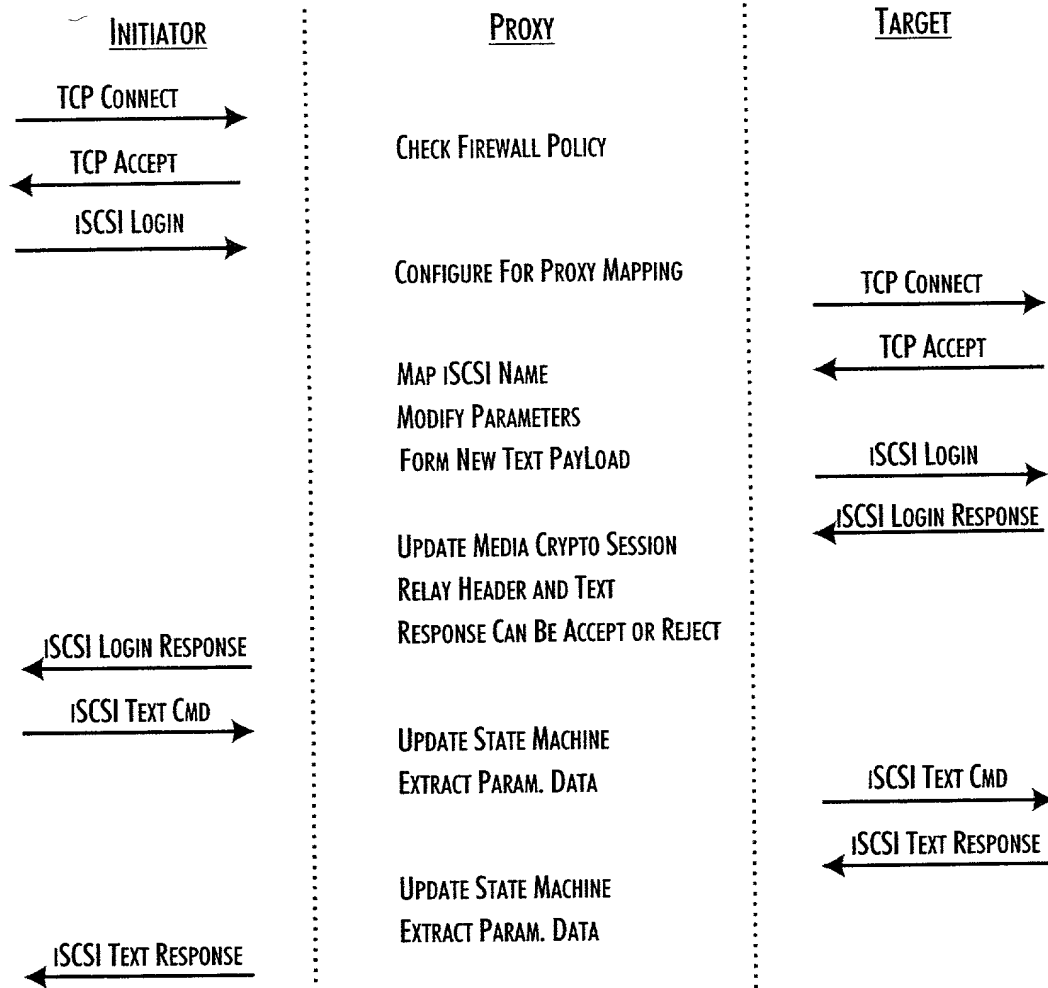 INITIATOR
PROXY
TARGET
TCP CONNECT
CHECK FIREWALL POLICY
TCP ACCEPT
iSCSI LOGIN
CONFIGURE FOR PROXY MAPPING
TCP CONNECT
TCP ACCEPT
MAP iSCSI NAME
MODIFY PARAMETERS
FORM NEW TEXT PAYLOAD
iSCSI LOGIN
iSCSI LOGIN RESPONSE
UPDATE MEDIA CRYPTO SESSION
RELAY HEADER AND TEXT
RESPONSE CAN BE ACCEPT OR REJECT
iSCSI LOGIN RESPONSE
iSCSI TEXT CMD
UPDATE STATE MACHINE
EXTRACT PARAM. DATA
iSCSI TEXT CMD
iSCSI TEXT RESPONSE
UPDATE STATE MACHINE
EXTRACT PARAM. DATA
iSCSI TEXT RESPONSE